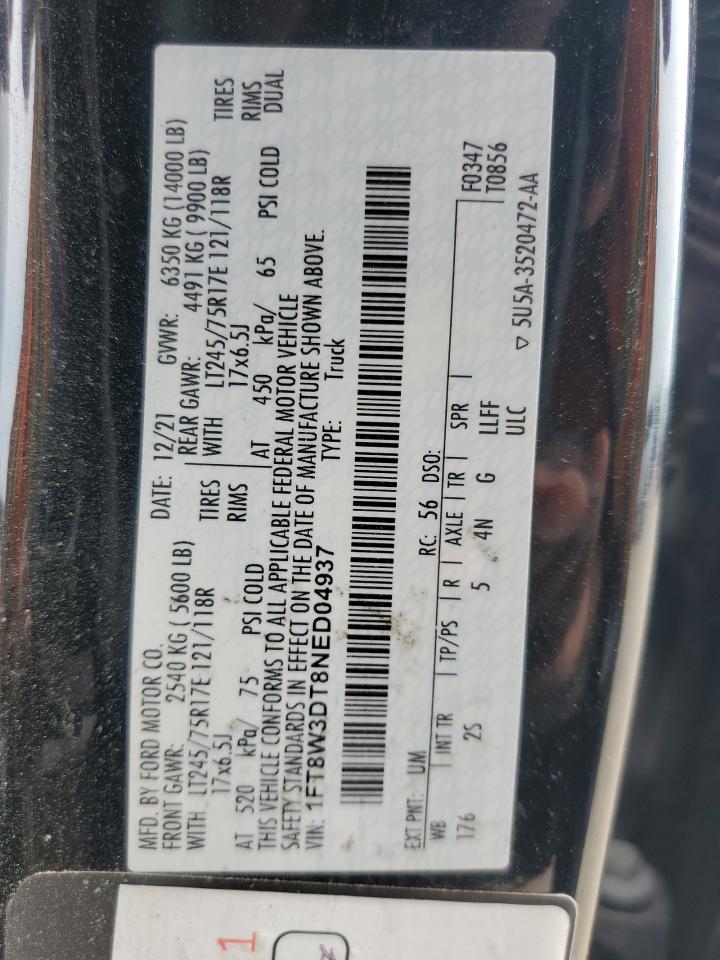 MFD. BY FORD MOTOR CO. DATE: 12/21 GVWR: 6350 KG (14000 LB)
FRONT GAWR: 2540 KG ( 5600 LB) REAR GAWR: 4491 KG ( 9900 LB)
WITH LT245/75R17E 121/118R TIRES WITH LT245/75R17E 121/118R TIRES
17x6.5J RIMS 17x6.5J RIMS
AT 520 kPa/ 75 PSI COLD AT 450 kPa/ 65 PSI COLD DUAL
THIS VEHICLE CONFORMS TO ALL APPLICABLE FEDERAL MOTOR VEHICLE
SAFETY STANDARDS IN EFFECT ON THE DATE OF MANUFACTURE SHOWN ABOVE.
VIN: 1FT8W3DT8NED04937 TYPE: Truck
EXT PNT: UM RC: 56 DSO: F0347
WB INT TR TP/PS R AXLE TR SPR T0856
176 2S 5 4N G LLFF
ULC
▽ 5U5A-3520472-AA
1